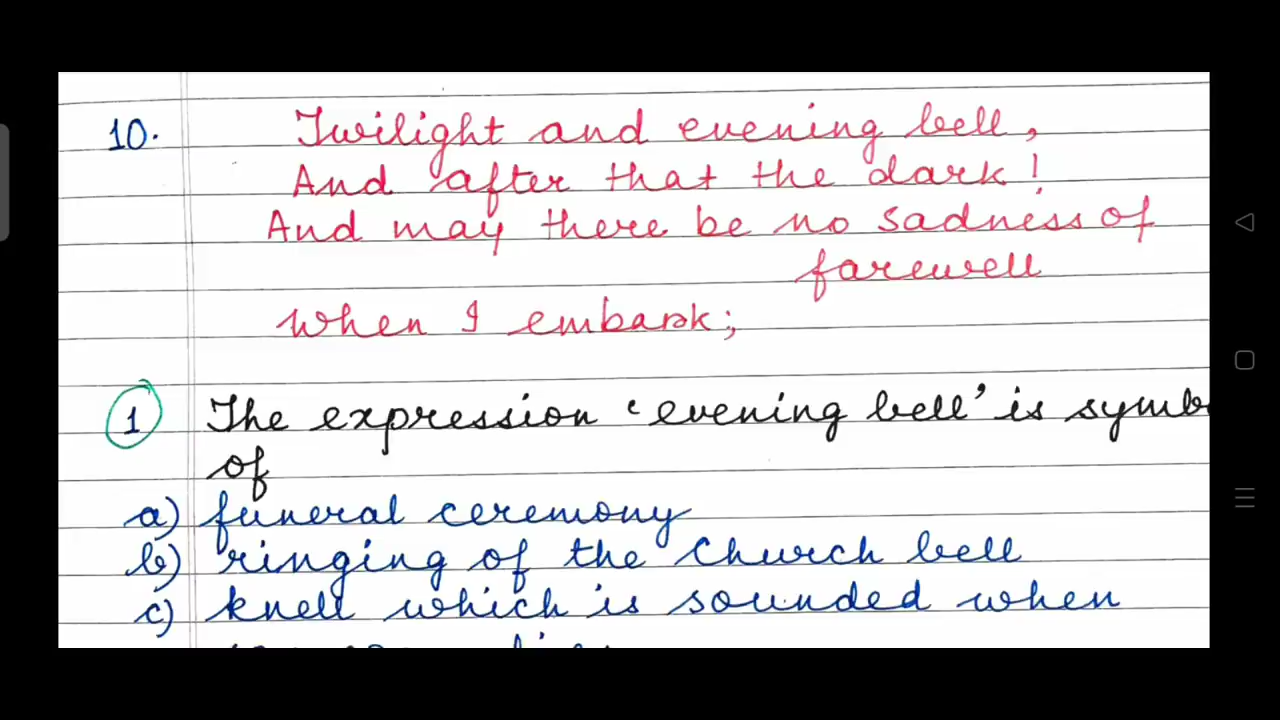 10. Twilight and evening bell,
And after that the dark!
And may there be no sadness of
farewell
When I embark;
1 The expression 'evening bell' is symb
of
a) funeral ceremony
b) ringing of the church bell
c) knell which is sounded when